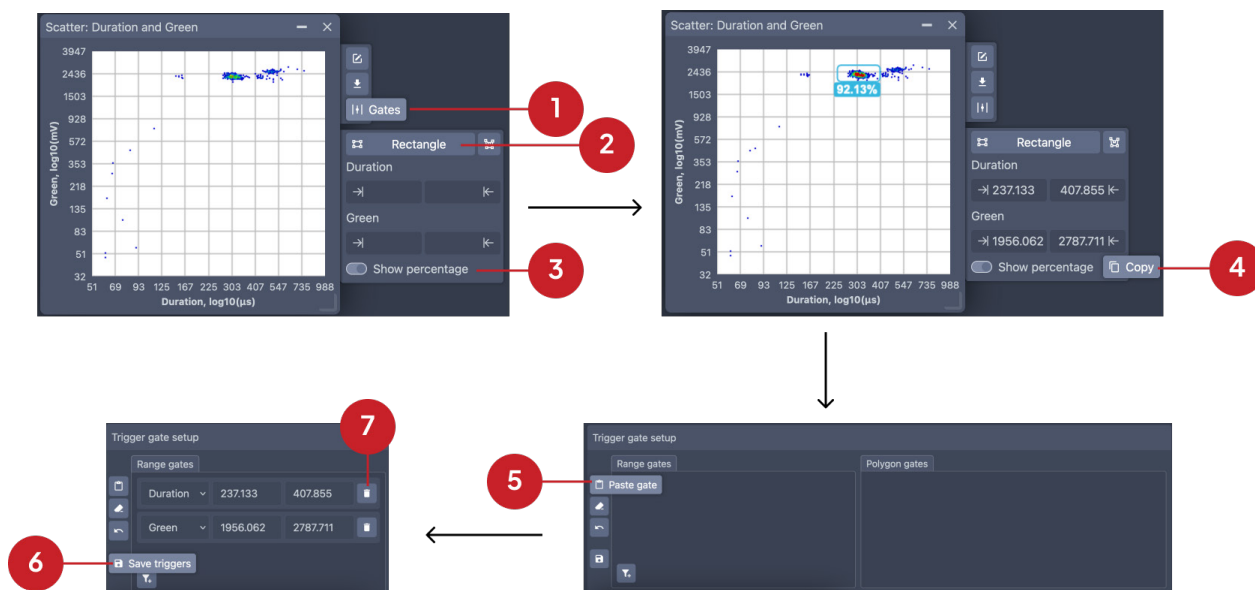 Scatter: Duration and Green
3947
2436
1503
928
572
353
218
135
83
51
32
Green, log10(mV)
51 69 93 125 167 225 303 407 547 735 988
Duration, log10(μs)
Gates
1
Rectangle
2
Duration
Green
Show percentage
3
Scatter: Duration and Green
3947
2436
1503
928
572
353
218
135
83
51
32
Green, log10(mV)
92.13%
51 69 93 125 167 225 303 407 547 735 988
Duration, log10(μs)
Rectangle
Duration
237.133 407.855
Green
1956.062 2787.711
Show percentage
Copy
4
Trigger gate setup
7
Range gates
Duration 237.133 407.855
Green 1956.062 2787.711
6
Save triggers
Trigger gate setup
Range gates
Polygon gates
5
Paste gate